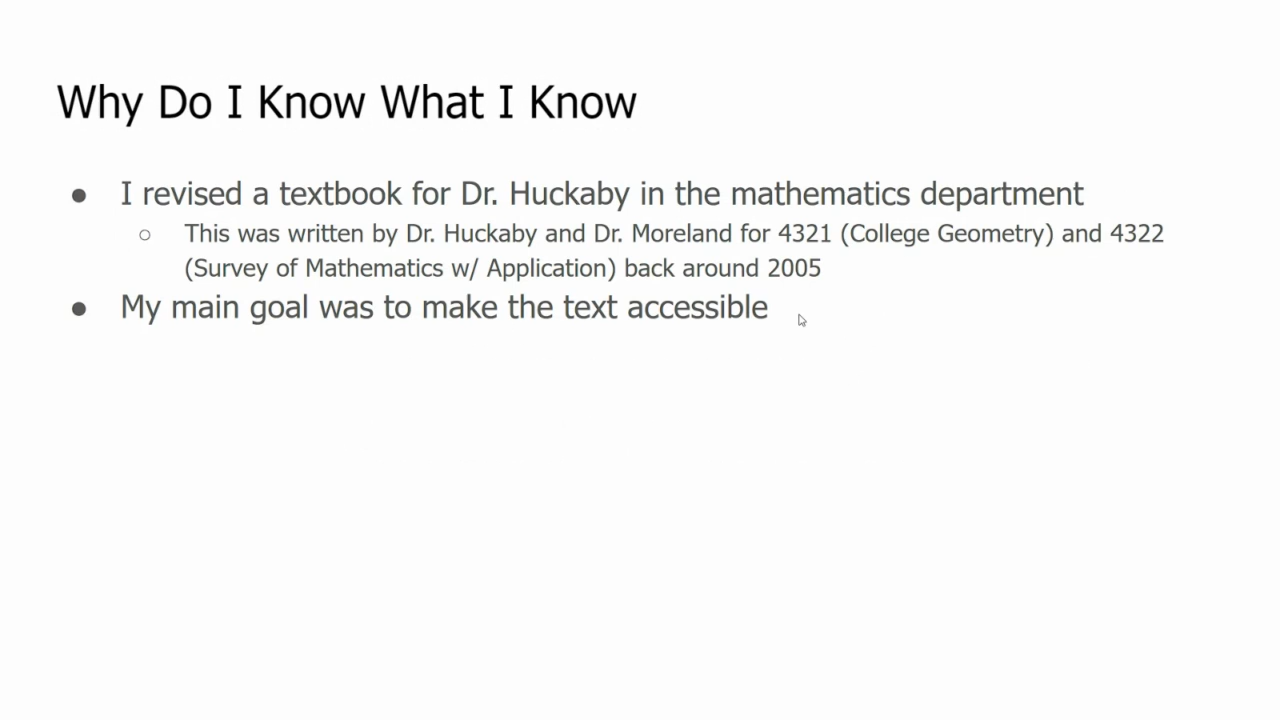 Why Do I Know What I Know
● I revised a textbook for Dr. Huckaby in the mathematics department
○ This was written by Dr. Huckaby and Dr. Moreland for 4321 (College Geometry) and 4322
(Survey of Mathematics w/ Application) back around 2005
● My main goal was to make the text accessible